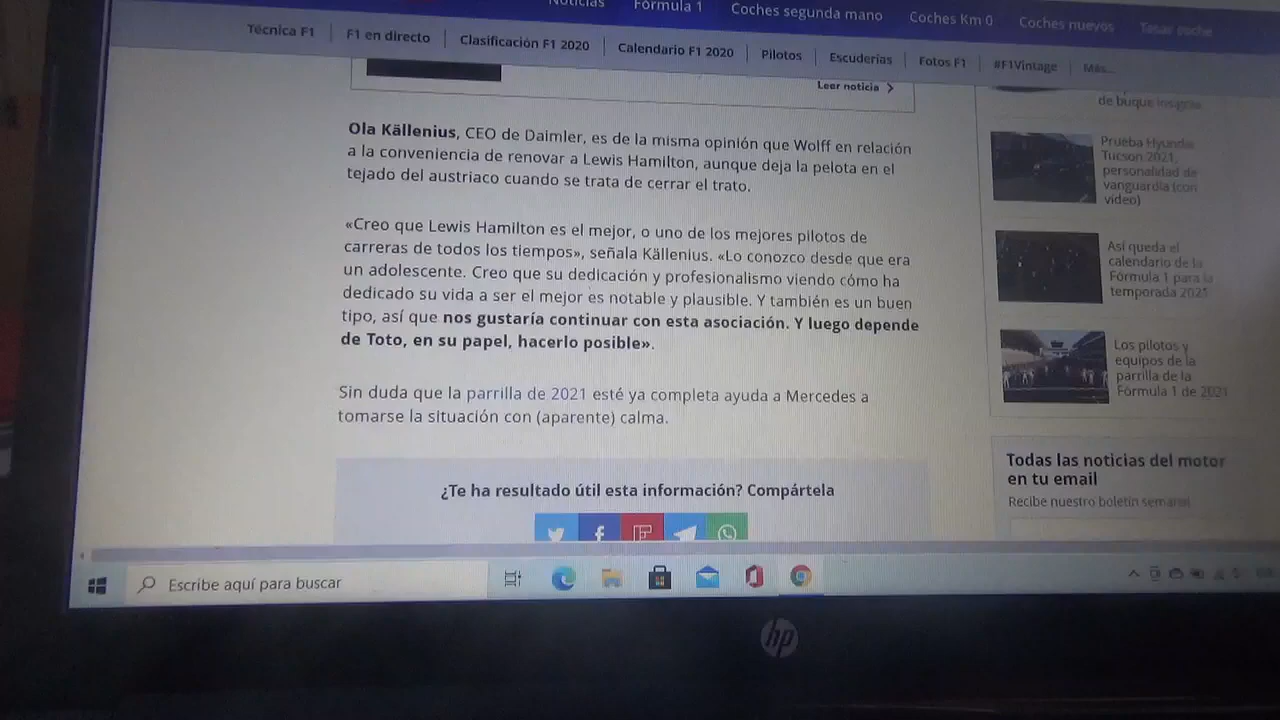 Noticias Fórmula 1 Coches segunda mano Coches Km 0 Coches nuevos Tasar coche
Técnica F1 F1 en directo Clasificación F1 2020 Calendario F1 2020 Pilotos Escuderías Fotos F1 #F1Vintage Más...
Leer noticia
Ola Källenius, CEO de Daimler, es de la misma opinión que Wolff en relación
a la conveniencia de renovar a Lewis Hamilton, aunque deja la pelota en el
tejado del austriaco cuando se trata de cerrar el trato.
«Creo que Lewis Hamilton es el mejor, o uno de los mejores pilotos de
carreras de todos los tiempos», señala Källenius. «Lo conozco desde que era
un adolescente. Creo que su dedicación y profesionalismo viendo cómo ha
dedicado su vida a ser el mejor es notable y plausible. Y también es un buen
tipo, así que nos gustaría continuar con esta asociación. Y luego depende
de Toto, en su papel, hacerlo posible».
Sin duda que la parrilla de 2021 esté ya completa ayuda a Mercedes a
tomarse la situación con (aparente) calma.
¿Te ha resultado útil esta información? Compártela
de buque insignia
Prueba Hyundai
Tucson 2021,
personalidad de
vanguardia (con
vídeo)
Así queda el
calendario de la
Fórmula 1 para la
temporada 2021
Los pilotos y
equipos de la
parrilla de la
Fórmula 1 de 2021
Todas las noticias del motor
en tu email
Recibe nuestro boletín semanal
Escribe aquí para buscar
hp